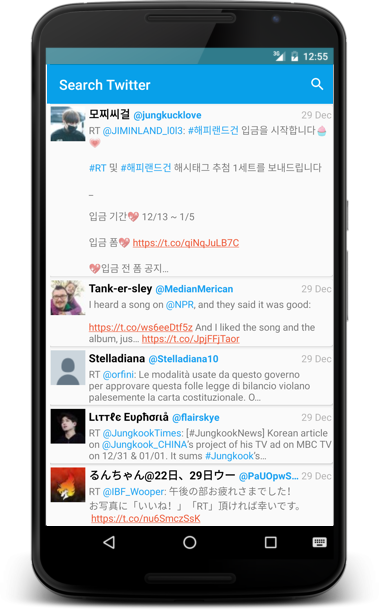 3G 12:55
Search Twitter
모찌씨걸 @jungkucklove 29 Dec
RT @JIMINLAND_I0I3: #해피랜드건 입금을 시작합니다🧁
💗
#RT 및 #해피랜드건 해시태그 추첨 1세트를 보내드립니다
_
입금 기간💖 12/13 ~ 1/5
입금 폼💖 https://t.co/qiNqJuLB7C
💖입금 전 폼 공지...
Tank-er-sley @MedianMerican 29 Dec
I heard a song on @NPR, and they said it was good:
https://t.co/ws6eeDtf5z And I liked the song and the
album, jus... https://t.co/JpjFFjTaor
Stelladiana @Stelladiana10 29 Dec
RT @orfini: Le modalità usate da questo governo
per approvare questa folle legge di bilancio violano
palesemente la carta costituzionale. O...
Lιттℓє Eυρhσяιå @flairskye 29 Dec
RT @JungkookTimes: [#JungkookNews] Korean article
on @Jungkook_CHINA's project of his TV ad on MBC TV
on 12/31 & 01/01. It sums #Jungkook's...
るんちゃん@22日、29日ウー @PaUOpwS... 29 Dec
RT @IBF_Wooper: 午後の部お疲れさまでした！
お写真に「いいね！」「RT」頂ければ幸いです。
https://t.co/nu6SmczSsK